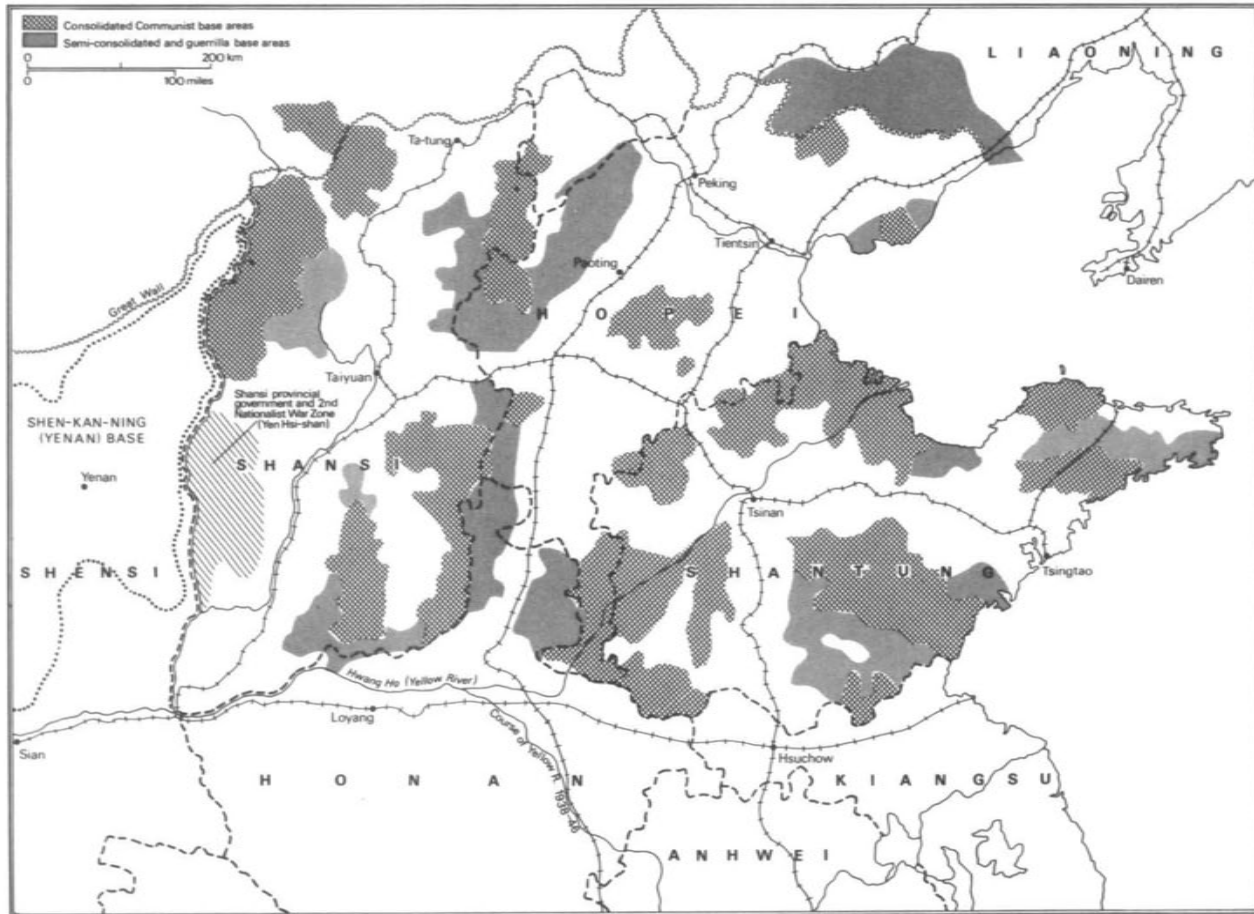 Consolidated Communist base areas
Semi-consolidated and guerrilla base areas
0 200 km
0 100 miles
LIAONING
Ta-tung
Peking
Tientsin
Great Wall
Paoting
Dairen
HOPEI
Taiyuan
Shansi provincial
government and 2nd
Nationalist War Zone
(Yen Hsi-shan)
SHEN-KAN-NING
(YENAN) BASE
SHANSI
Yenan
Tsinan
SHENSI
SHANTUNG
Tsingtao
Hwang Ho (Yellow River)
Loyang
Course of Yellow R. 1938-46
Sian
Hsuchow
HONAN
KIANGSU
ANHWEI